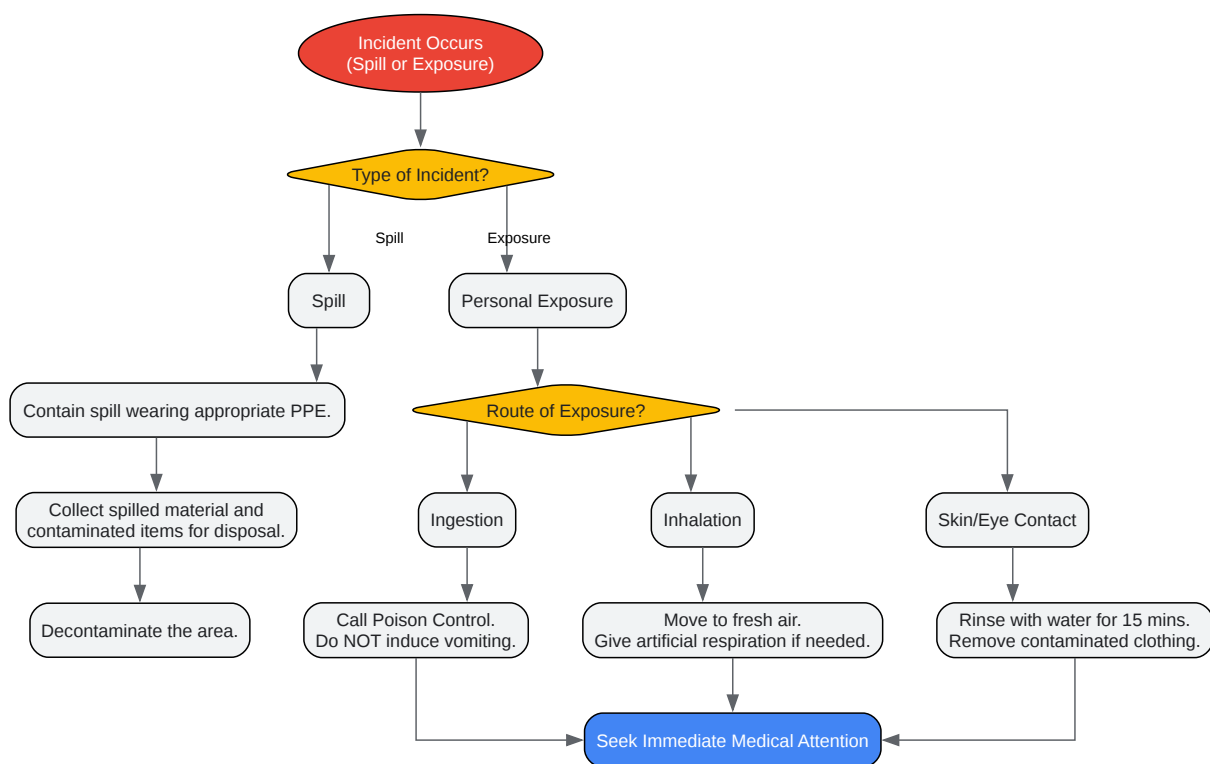 Incident Occurs
(Spill or Exposure)
Type of Incident?
Spill
Exposure
Spill
Personal Exposure
Contain spill wearing appropriate PPE.
Route of Exposure?
Collect spilled material and
contaminated items for disposal.
Ingestion
Inhalation
Skin/Eye Contact
Decontaminate the area.
Call Poison Control.
Do NOT induce vomiting.
Move to fresh air.
Give artificial respiration if needed.
Rinse with water for 15 mins.
Remove contaminated clothing.
Seek Immediate Medical Attention